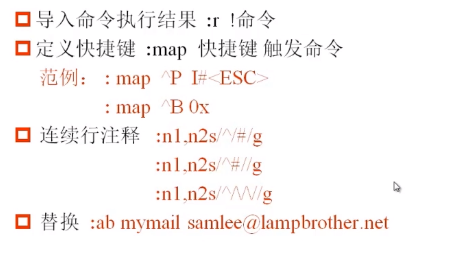 导入命令执行结果 :r !命令
定义快捷键 :map 快捷键 触发命令
范例： : map ^P I#<ESC>
: map ^B 0x
连续行注释 :n1,n2s/^/#/g
:n1,n2s/^#//g
:n1,n2s/^/\/\//g
替换 :ab mymail samlee@lampbrother.net